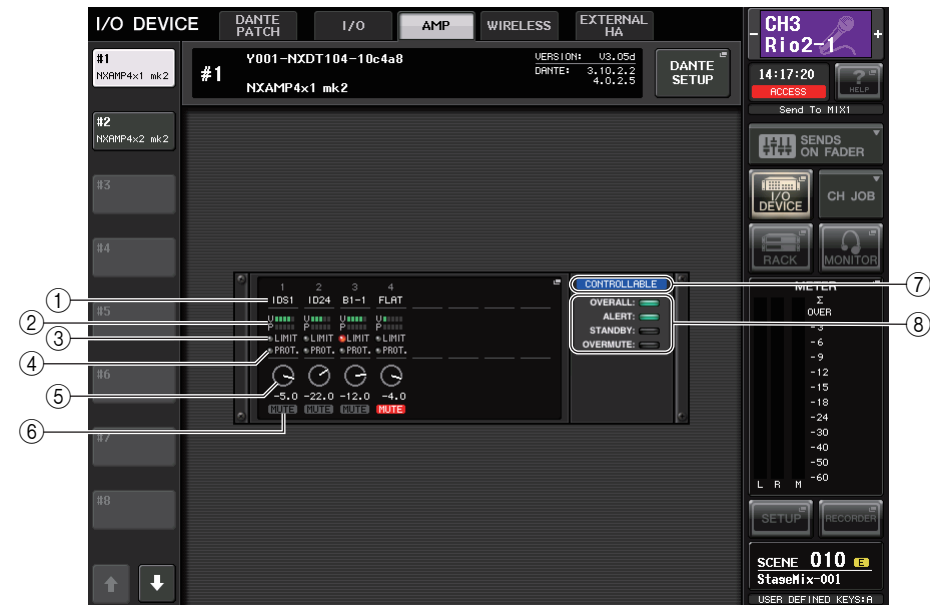 I/O DEVICE
DANTE PATCH
I/O
AMP
WIRELESS
EXTERNAL HA
CH3
Rio2-1
- +
#1
NXAMP4x1 mk2
#1
Y001-NXDT104-10c4a8
NXAMP4x1 mk2
VERSION: V3.05d
DANTE: 3.10.2.2
4.0.2.5
DANTE SETUP
14:17:20
ACCESS
?
HELP
Send To MIX1
#2
NXAMP4x2 mk2
SENDS ON FADER
#3
I/O DEVICE
CH JOB
#4
RACK
MONITOR
1 2 3 4
IDS1 ID24 B1-1 FLAT
U U U U
P P P P
LIMIT LIMIT LIMIT LIMIT
PROT. PROT. PROT. PROT.
-5.0 -22.0 -12.0 -4.0
MUTE MUTE MUTE MUTE
CONTROLLABLE
OVERALL:
ALERT:
STANDBY:
OVERMUTE:
① ② ③ ④ ⑤ ⑥ ⑦ ⑧
#5
#6
#7
#8
METER
Σ
OVER
-3
-6
-9
-12
-15
-18
-24
-30
-40
-50
-60
L R M
SETUP
RECORDER
SCENE 010 E
StageMix-001
USER DEFINED KEYS:A